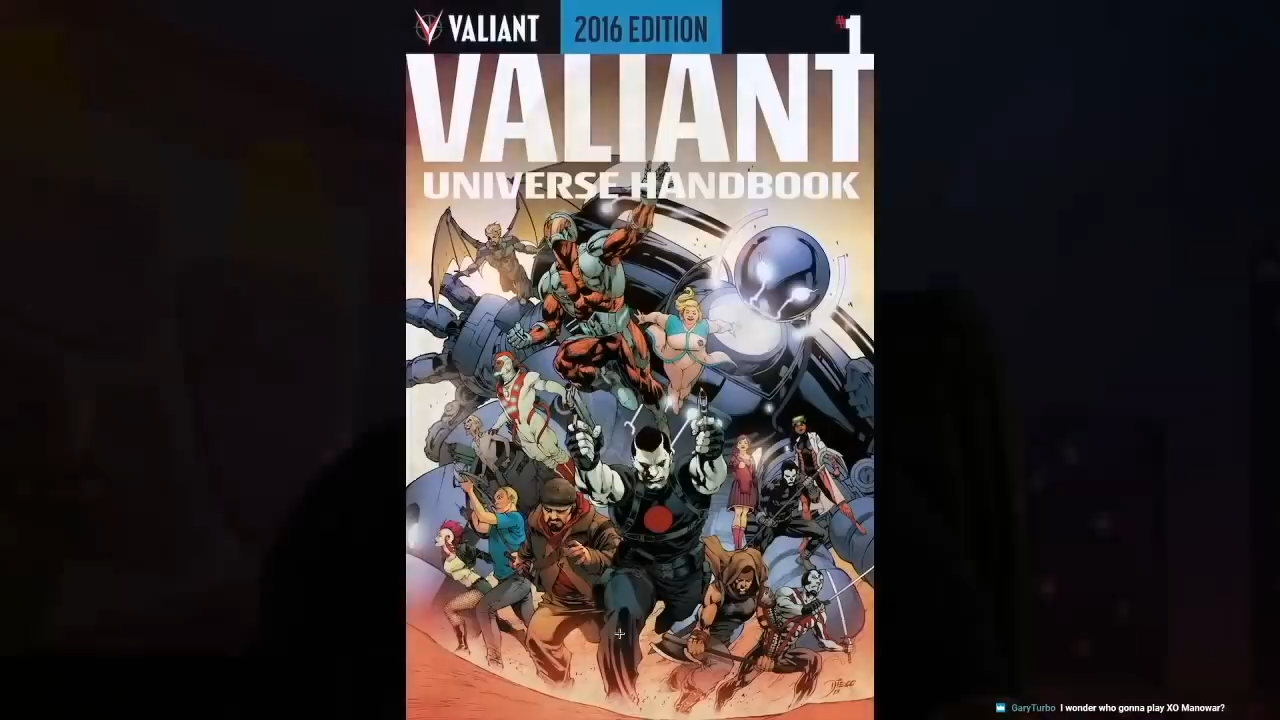 VALIANT
2016 EDITION
#1
VALIANT
UNIVERSE HANDBOOK
GaryTurbo I wonder who gonna play XO Manowar?